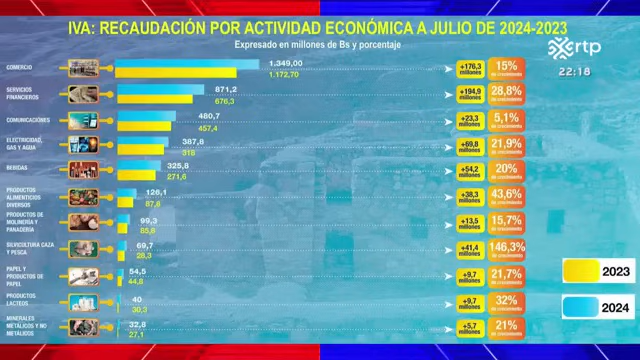 IVA: RECAUDACIÓN POR ACTIVIDAD ECONÓMICA A JULIO DE 2024-2023
Expresado en millones de Bs y porcentaje
rtp
22:18
COMERCIO
1.349,00
1.172,70
+176,3 millones
15% de crecimiento
SERVICIOS FINANCIEROS
871,2
676,3
+194,9 millones
28,8% de crecimiento
COMUNICACIONES
480,7
457,4
+23,3 millones
5,1% de crecimiento
ELECTRICIDAD, GAS Y AGUA
387,8
318
+69,8 millones
21,9% de crecimiento
BEBIDAS
325,8
271,6
+54,2 millones
20% de crecimiento
PRODUCTOS ALIMENTICIOS DIVERSOS
126,1
87,8
+38,3 millones
43,6% de crecimiento
PRODUCTOS DE MOLINERÍA Y PANADERÍA
99,3
85,8
+13,5 millones
15,7% de crecimiento
SILVICULTURA CAZA Y PESCA
69,7
28,3
+41,4 millones
146,3% de crecimiento
PAPEL Y PRODUCTOS DE PAPEL
54,5
44,8
+9,7 millones
21,7% de crecimiento
PRODUCTOS LÁCTEOS
40
30,3
+9,7 millones
32% de crecimiento
MINERALES METÁLICOS Y NO METÁLICOS
32,8
27,1
+5,7 millones
21% de crecimiento
2023
2024